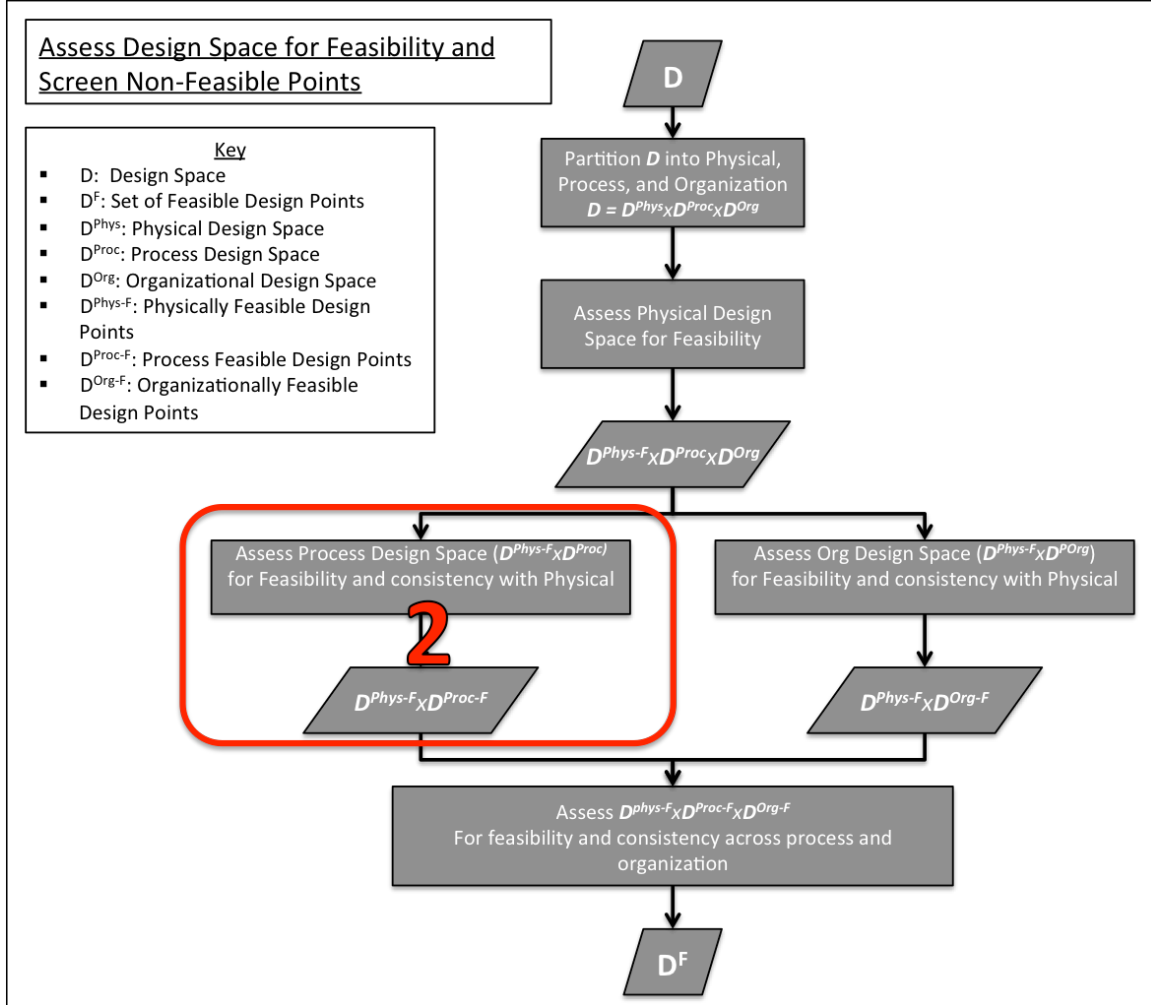 Assess Design Space for Feasibility and
Screen Non-Feasible Points
Key
▪ D: Design Space
▪ Dᶠ: Set of Feasible Design Points
▪ D^Phys: Physical Design Space
▪ D^Proc: Process Design Space
▪ D^Org: Organizational Design Space
▪ D^Phys-F: Physically Feasible Design
Points
▪ D^Proc-F: Process Feasible Design Points
▪ D^Org-F: Organizationally Feasible
Design Points
D
Partition D into Physical,
Process, and Organization
D = D^Phys x D^Proc x D^Org
Assess Physical Design
Space for Feasibility
D^Phys-F x D^Proc x D^Org
Assess Process Design Space (D^Phys-F x D^Proc)
for Feasibility and consistency with Physical
2
D^Phys-F x D^Proc-F
Assess Org Design Space (D^Phys-F x D^POrg)
for Feasibility and consistency with Physical
D^Phys-F x D^Org-F
Assess D^phys-F x D^Proc-F x D^Org-F
For feasibility and consistency across process and
organization
Dᶠ